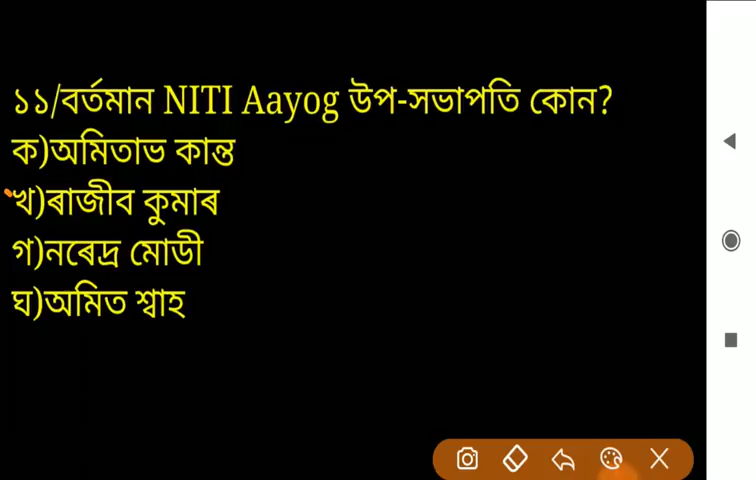 ১১/বৰ্তমান NITI Aayog উপ-সভাপতি কোন?
ক)অমিতাভ কান্ত
খ)ৰাজীব কুমাৰ
গ)নৰেদ্ৰ মোডী
ঘ)অমিত শ্বাহ